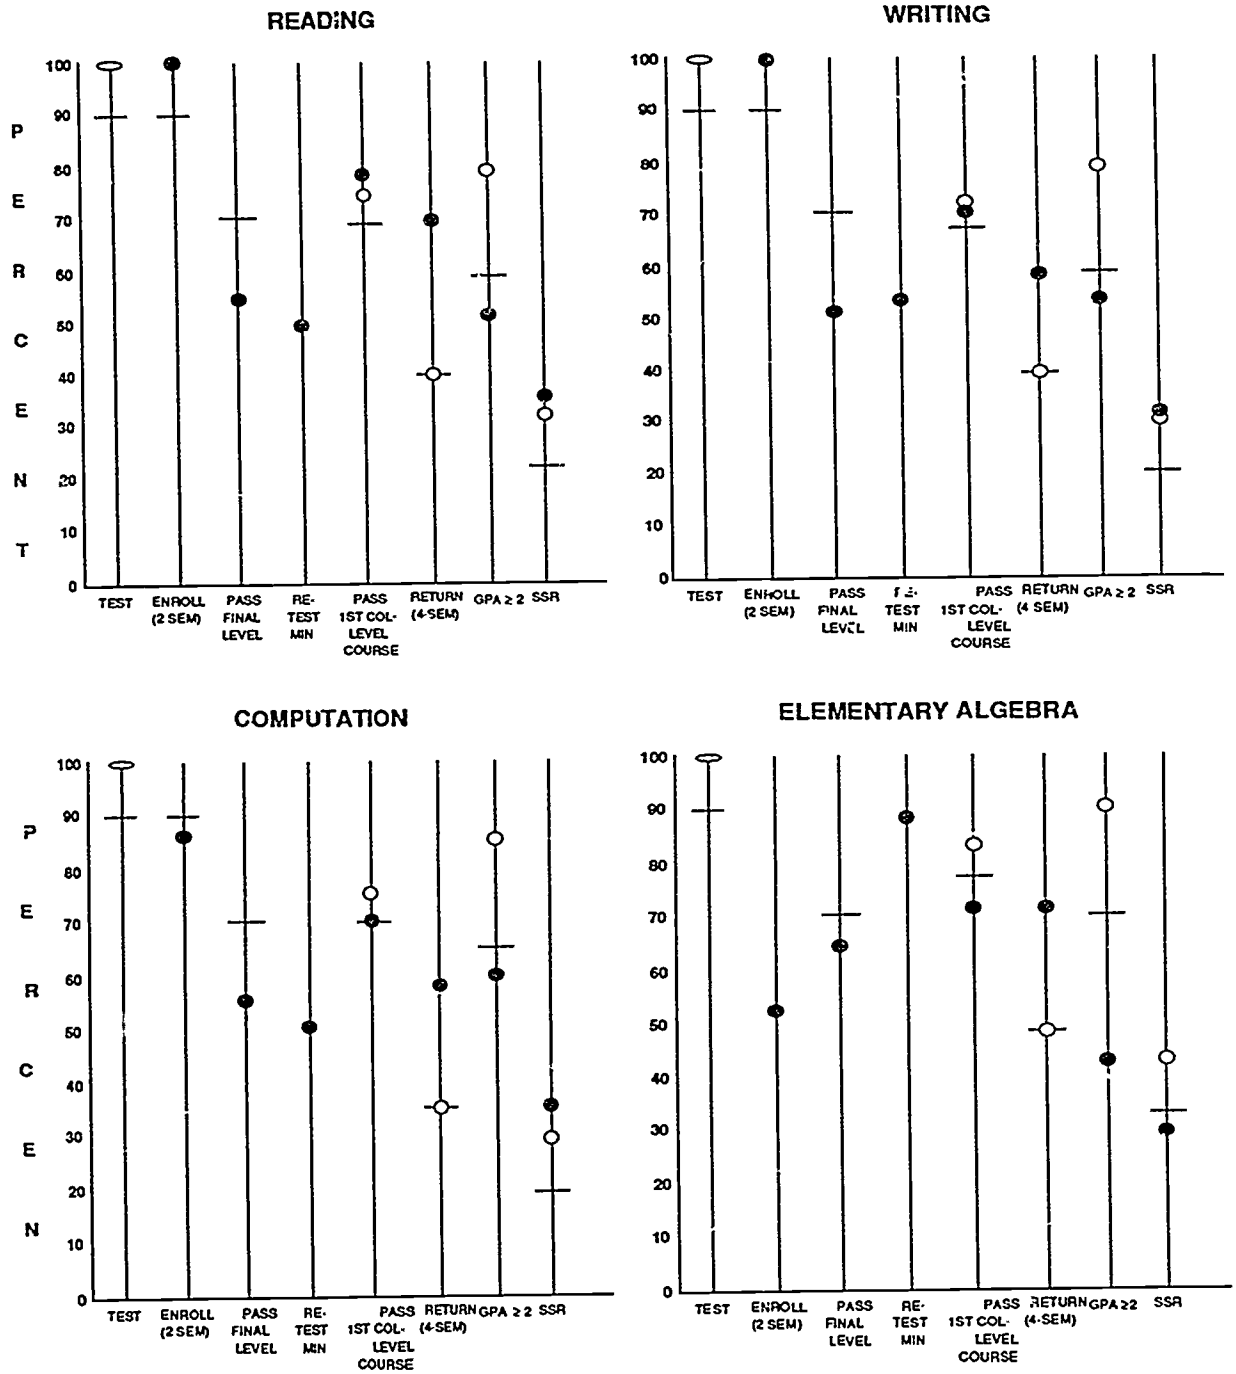 READING
100
90
80
70
60
50
40
30
20
10
0
P
E
R
C
E
N
T
TEST
ENROLL
(2 SEM)
PASS
FINAL
LEVEL
RE-
TEST
MIN
PASS
1ST COL-
LEVEL
COURSE
RETURN
(4-SEM)
GPA ≥ 2
SSR
WRITING
100
90
80
70
60
50
40
30
20
10
0
TEST
ENROLL
(2 SEM)
PASS
FINAL
LEVEL
RE-
TEST
MIN
PASS
1ST COL-
LEVEL
COURSE
RETURN
(4 SEM)
GPA ≥ 2
SSR
COMPUTATION
100
90
80
70
60
50
40
30
20
10
0
P
E
R
C
E
N
TEST
ENROLL
(2 SEM)
PASS
FINAL
LEVEL
RE-
TEST
MIN
PASS
1ST COL-
LEVEL
COURSE
RETURN
(4-SEM)
GPA ≥ 2
SSR
ELEMENTARY ALGEBRA
100
90
80
70
60
50
40
30
20
10
0
TEST
ENROLL
(2 SEM)
PASS
FINAL
LEVEL
RE-
TEST
MIN
PASS
1ST COL-
LEVEL
COURSE
RETURN
(4-SEM)
GPA ≥2
SSR